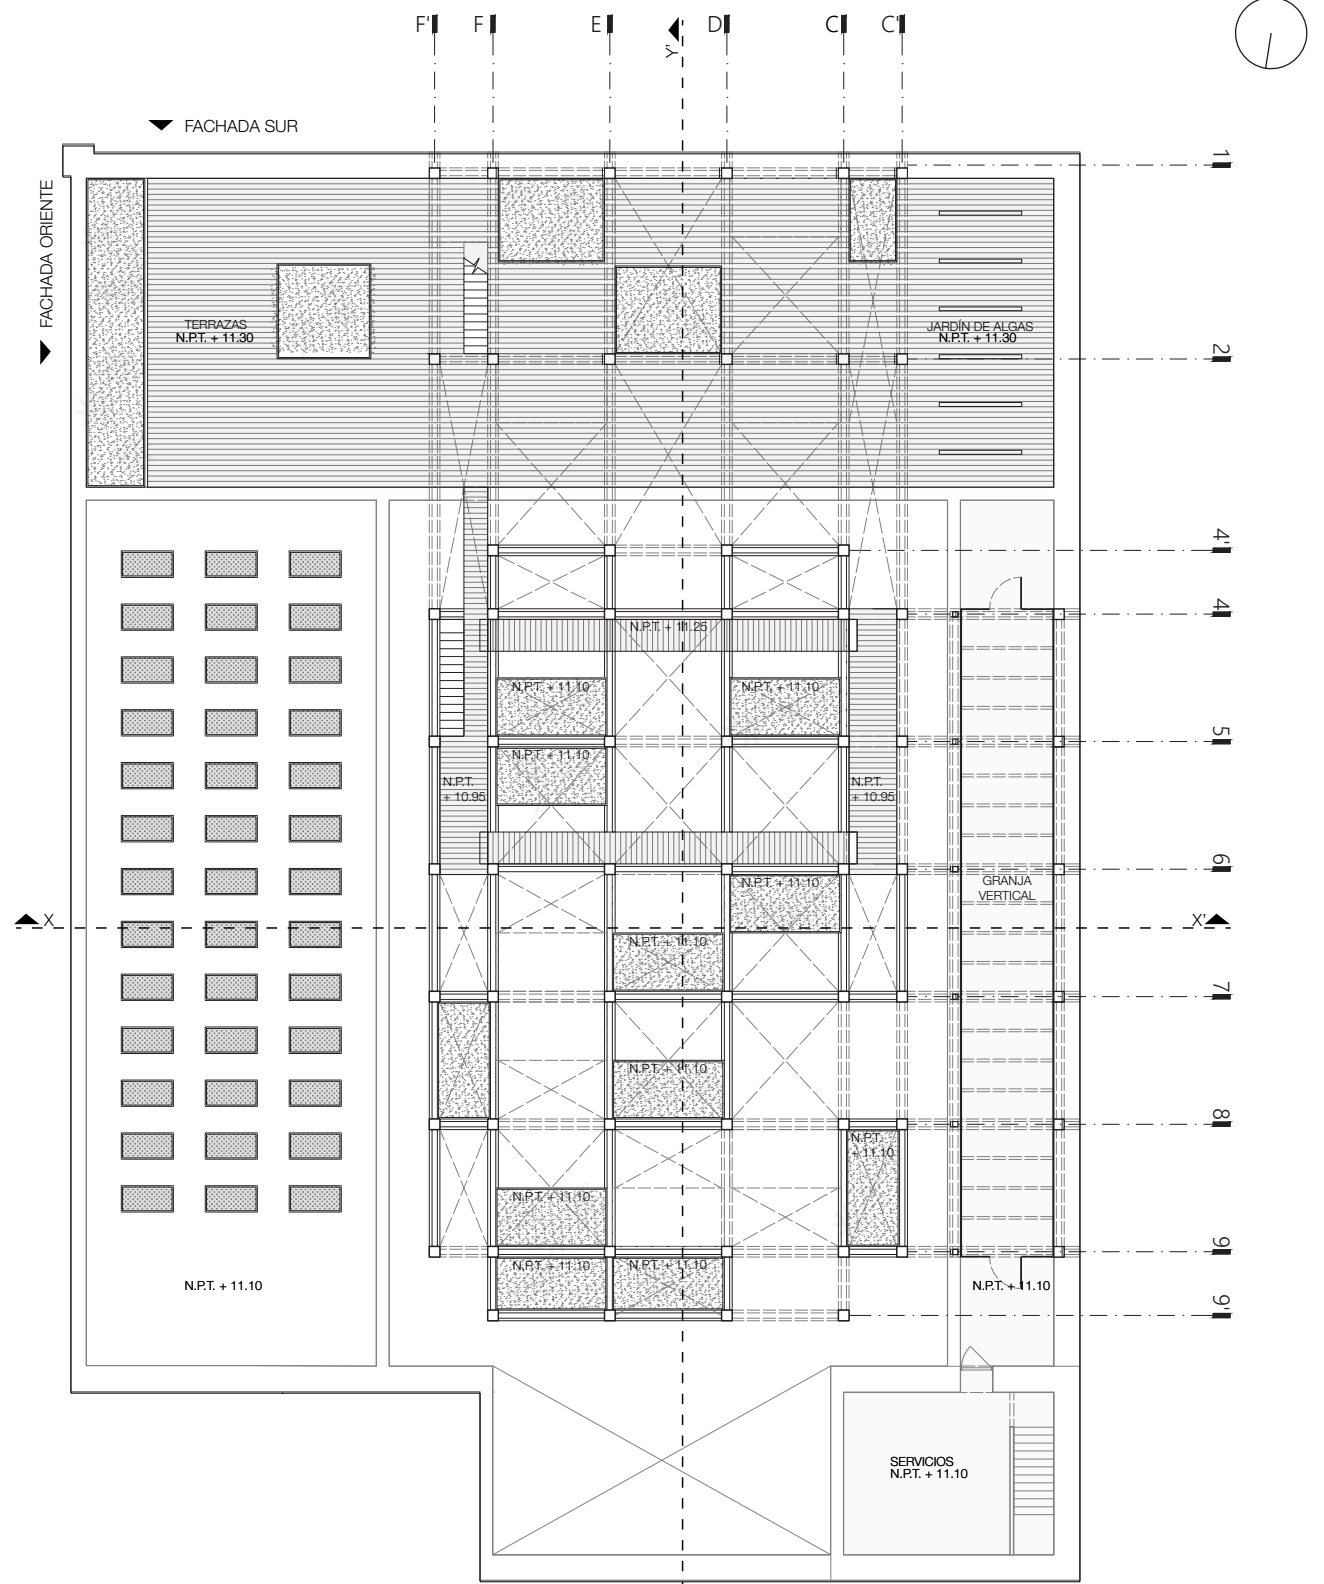 F' F E D C C'
Y'
FACHADA SUR
FACHADA ORIENTE
1
TERRAZAS
N.P.T. + 11.30
JARDÍN DE ALGAS
N.P.T. + 11.30
2
4'
4
N.P.T. + 11.25
N.P.T. + 11.10
N.P.T. + 11.10
5
N.P.T. + 11.10
N.P.T.
+ 10.95
N.P.T.
+ 10.95
6
N.P.T. + 11.10
GRANJA
VERTICAL
X
X'
N.P.T. + 11.10
7
N.P.T. + 11.10
8
N.P.T.
+ 11.10
N.P.T. + 11.10
9
N.P.T. + 11.10
N.P.T. + 11.10
N.P.T. + 11.10
N.P.T. + 11.10
9'
SERVICIOS
N.P.T. + 11.10